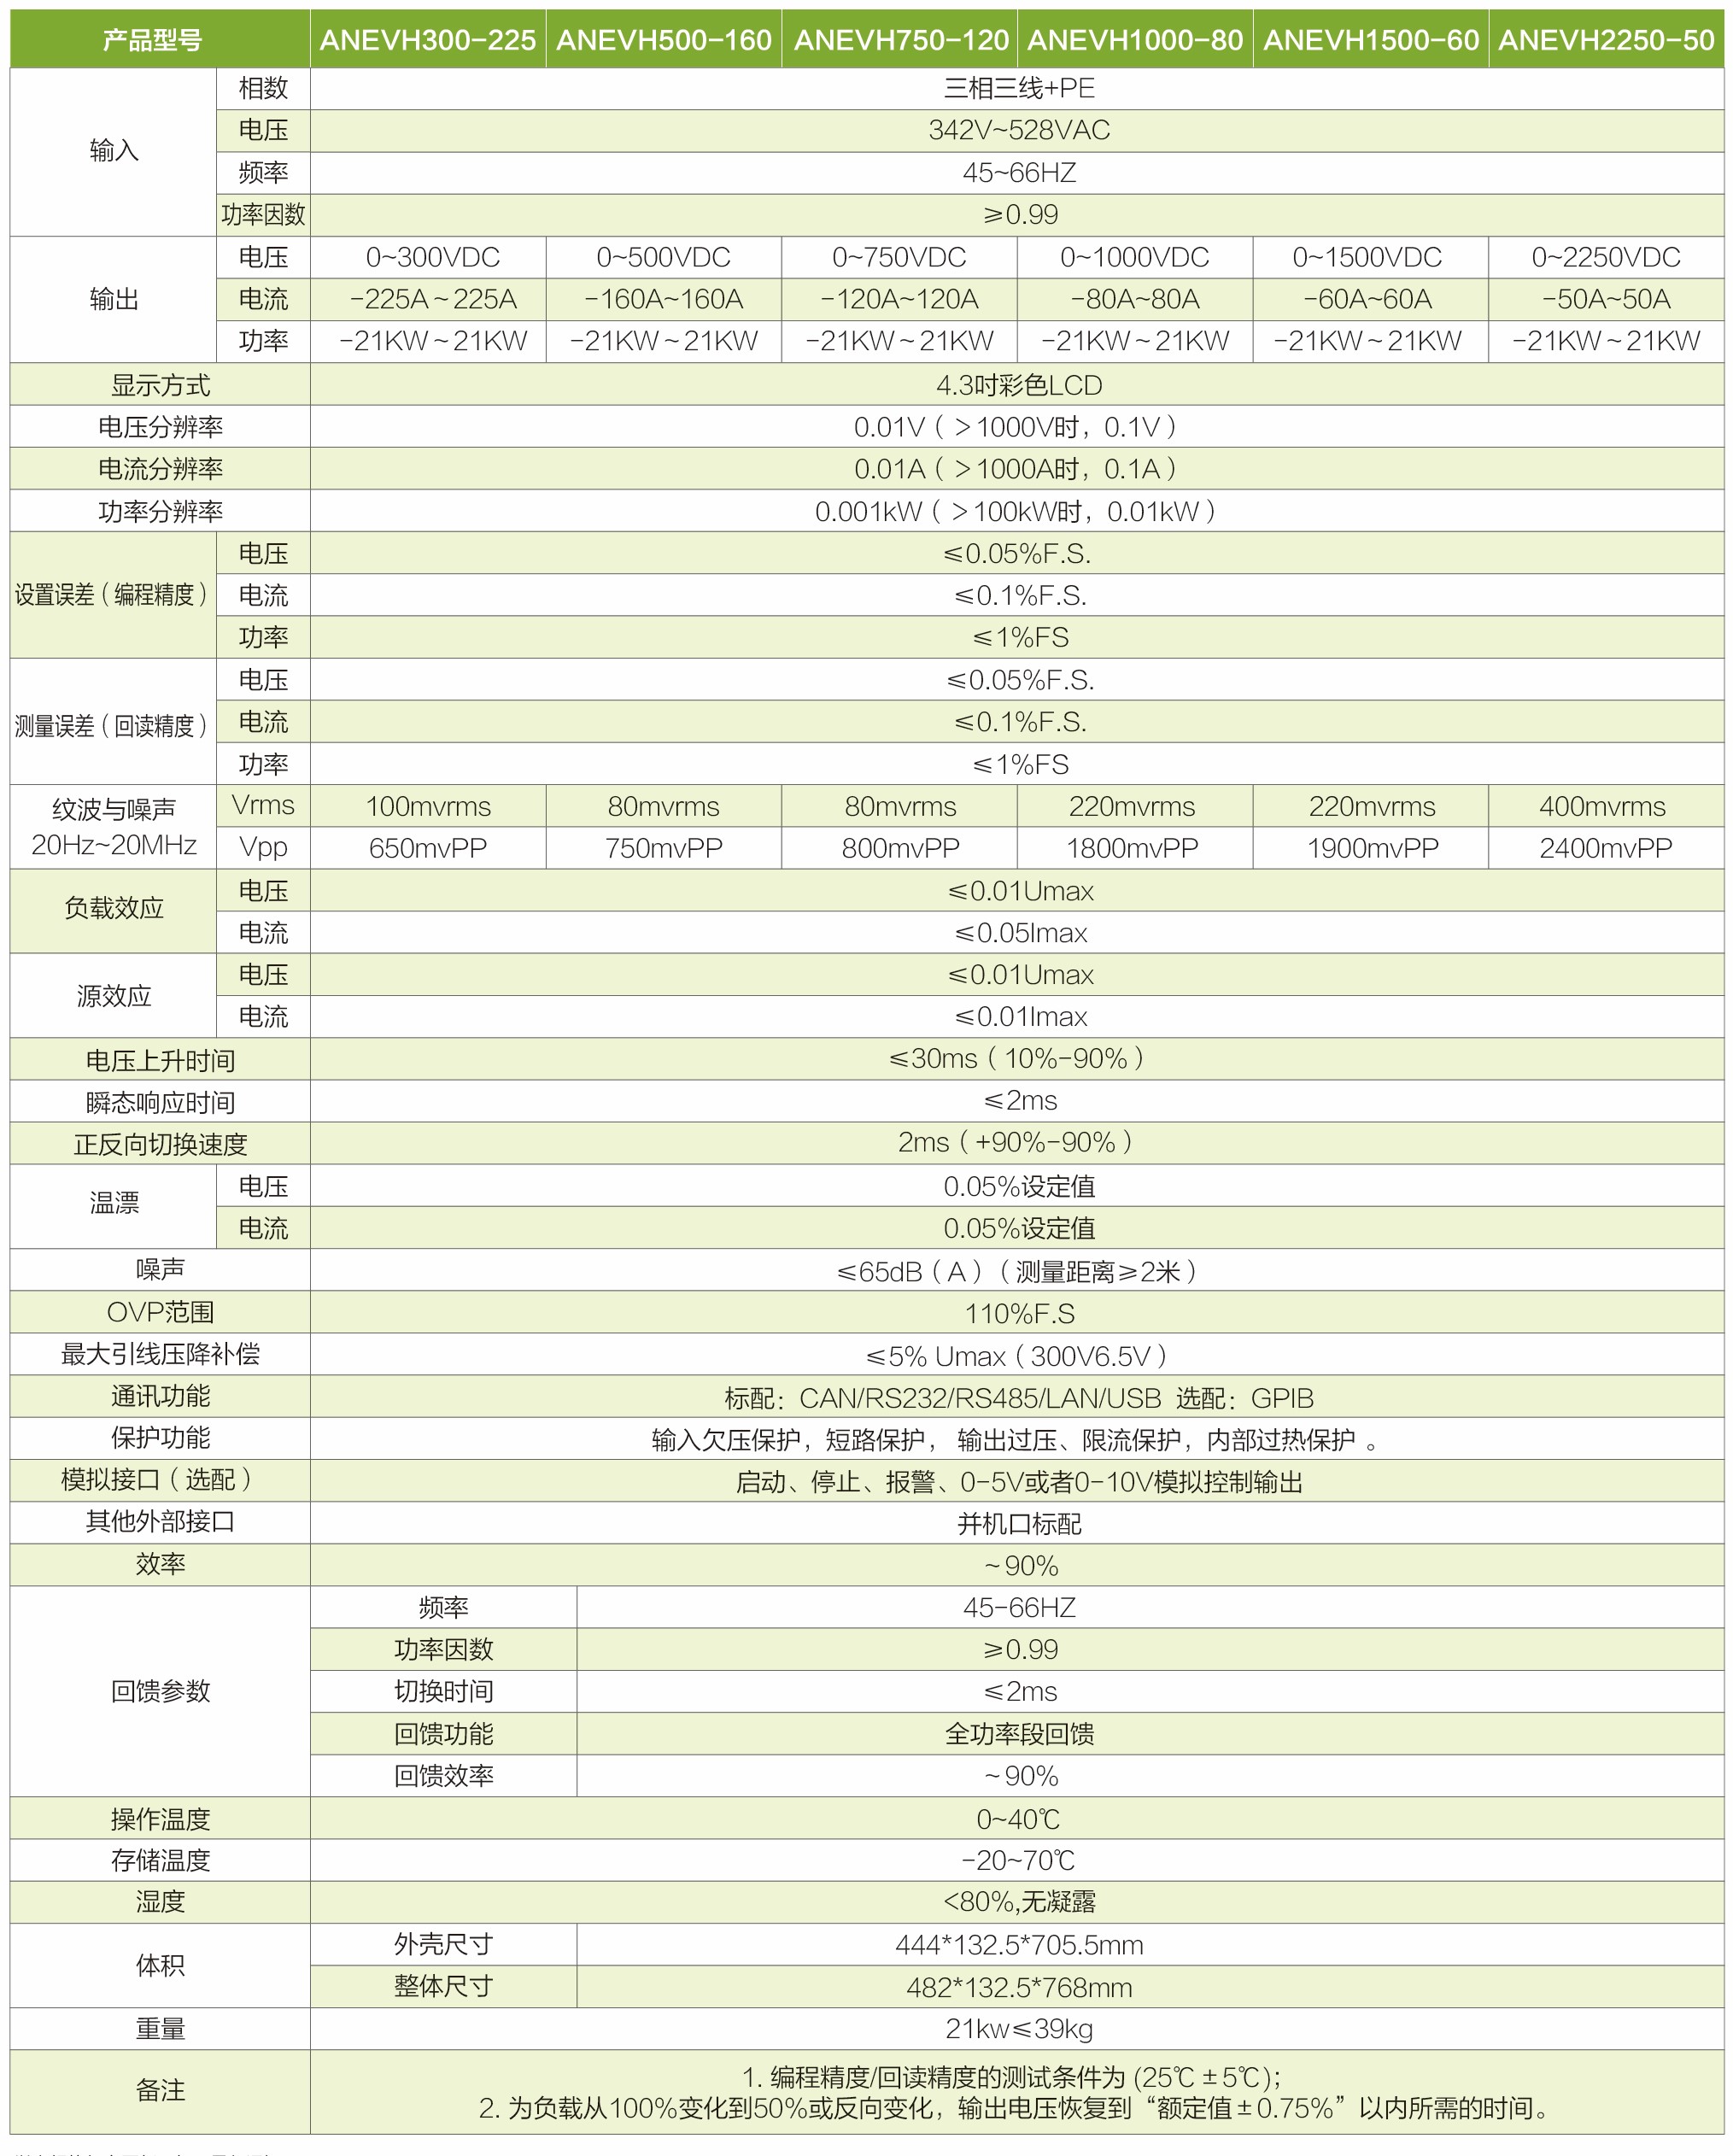 产品型号 ANEVH300-225 ANEVH500-160 ANEVH750-120 ANEVH1000-80 ANEVH1500-60 ANEVH2250-50
输入
相数 三相三线+PE
电压 342V~528VAC
频率 45~66HZ
功率因数 ≥0.99
输出
电压 0~300VDC 0~500VDC 0~750VDC 0~1000VDC 0~1500VDC 0~2250VDC
电流 -225A~225A -160A~160A -120A~120A -80A~80A -60A~60A -50A~50A
功率 -21KW~21KW -21KW~21KW -21KW~21KW -21KW~21KW -21KW~21KW -21KW~21KW
显示方式 4.3吋彩色LCD
电压分辨率 0.01V（>1000V时，0.1V）
电流分辨率 0.01A（>1000A时，0.1A）
功率分辨率 0.001kW（>100kW时，0.01kW）
设置误差（编程精度）
电压 ≤0.05%F.S.
电流 ≤0.1%F.S.
功率 ≤1%FS
测量误差（回读精度）
电压 ≤0.05%F.S.
电流 ≤0.1%F.S.
功率 ≤1%FS
纹波与噪声
20Hz~20MHz
Vrms 100mvrms 80mvrms 80mvrms 220mvrms 220mvrms 400mvrms
Vpp 650mvPP 750mvPP 800mvPP 1800mvPP 1900mvPP 2400mvPP
负载效应
电压 ≤0.01Umax
电流 ≤0.05Imax
源效应
电压 ≤0.01Umax
电流 ≤0.01Imax
电压上升时间 ≤30ms（10%-90%）
瞬态响应时间 ≤2ms
正反向切换速度 2ms（+90%-90%）
温漂
电压 0.05%设定值
电流 0.05%设定值
噪声 ≤65dB（A）（测量距离≥2米）
OVP范围 110%F.S
最大引线压降补偿 ≤5% Umax（300V6.5V）
通讯功能 标配：CAN/RS232/RS485/LAN/USB 选配：GPIB
保护功能 输入欠压保护，短路保护， 输出过压、限流保护，内部过热保护 。
模拟接口（选配） 启动、停止、报警、0-5V或者0-10V模拟控制输出
其他外部接口 并机口标配
效率 ~90%
回馈参数
频率 45-66HZ
功率因数 ≥0.99
切换时间 ≤2ms
回馈功能 全功率段回馈
回馈效率 ~90%
操作温度 0~40℃
存储温度 -20~70℃
湿度 <80%,无凝露
体积
外壳尺寸 444*132.5*705.5mm
整体尺寸 482*132.5*768mm
重量 21kw≤39kg
备注
1. 编程精度/回读精度的测试条件为 (25℃±5℃)；
2. 为负载从100%变化到50%或反向变化，输出电压恢复到“额定值±0.75%”以内所需的时间。